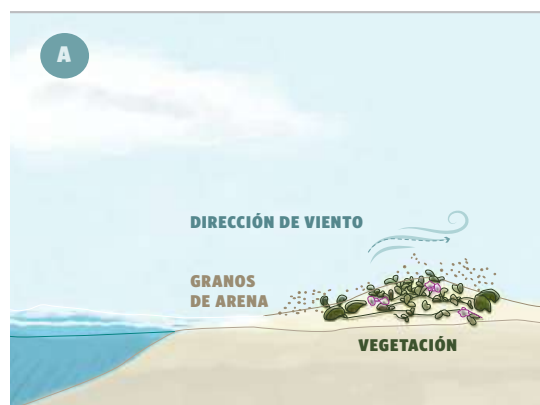 A
DIRECCIÓN DE VIENTO
GRANOS
DE ARENA
VEGETACIÓN